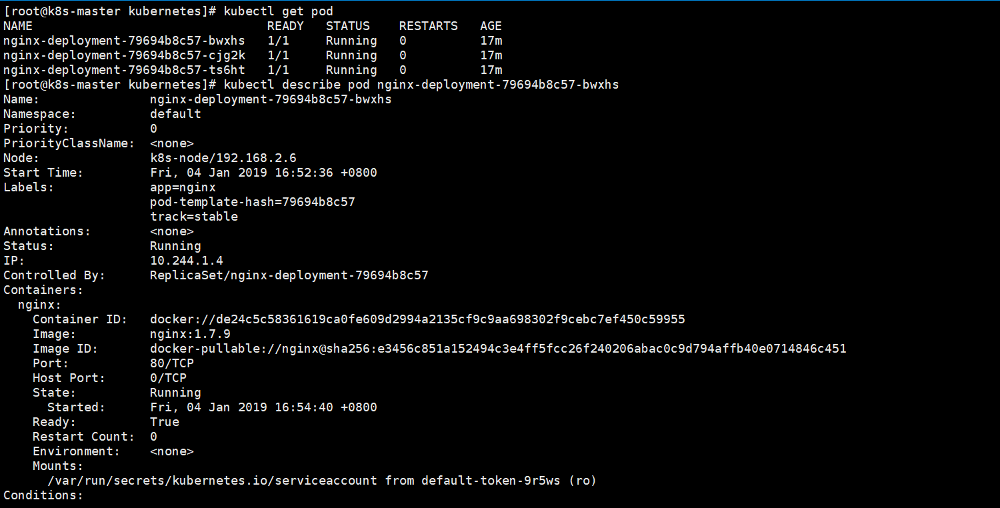 [root@k8s-master kubernetes]# kubectl get pod
NAME                                READY   STATUS    RESTARTS   AGE
nginx-deployment-79694b8c57-bwxhs   1/1     Running   0          17m
nginx-deployment-79694b8c57-cjg2k   1/1     Running   0          17m
nginx-deployment-79694b8c57-ts6ht   1/1     Running   0          17m
[root@k8s-master kubernetes]# kubectl describe pod nginx-deployment-79694b8c57-bwxhs
Name:               nginx-deployment-79694b8c57-bwxhs
Namespace:          default
Priority:           0
PriorityClassName:  <none>
Node:               k8s-node/192.168.2.6
Start Time:         Fri, 04 Jan 2019 16:52:36 +0800
Labels:             app=nginx
                    pod-template-hash=79694b8c57
                    track=stable
Annotations:        <none>
Status:             Running
IP:                 10.244.1.4
Controlled By:      ReplicaSet/nginx-deployment-79694b8c57
Containers:
  nginx:
    Container ID:   docker://de24c5c58361619ca0fe609d2994a2135cf9c9aa698302f9cebc7ef450c59955
    Image:          nginx:1.7.9
    Image ID:       docker-pullable://nginx@sha256:e3456c851a152494c3e4ff5fcc26f240206abac0c9d794affb40e0714846c451
    Port:           80/TCP
    Host Port:      0/TCP
    State:          Running
      Started:      Fri, 04 Jan 2019 16:54:40 +0800
    Ready:          True
    Restart Count:  0
    Environment:    <none>
    Mounts:
      /var/run/secrets/kubernetes.io/serviceaccount from default-token-9r5ws (ro)
Conditions: